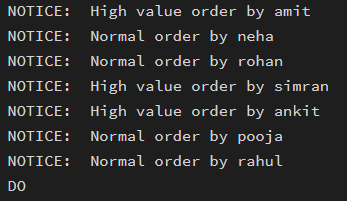 NOTICE:  High value order by amit
NOTICE:  Normal order by neha
NOTICE:  Normal order by rohan
NOTICE:  High value order by simran
NOTICE:  High value order by ankit
NOTICE:  Normal order by pooja
NOTICE:  Normal order by rahul
DO